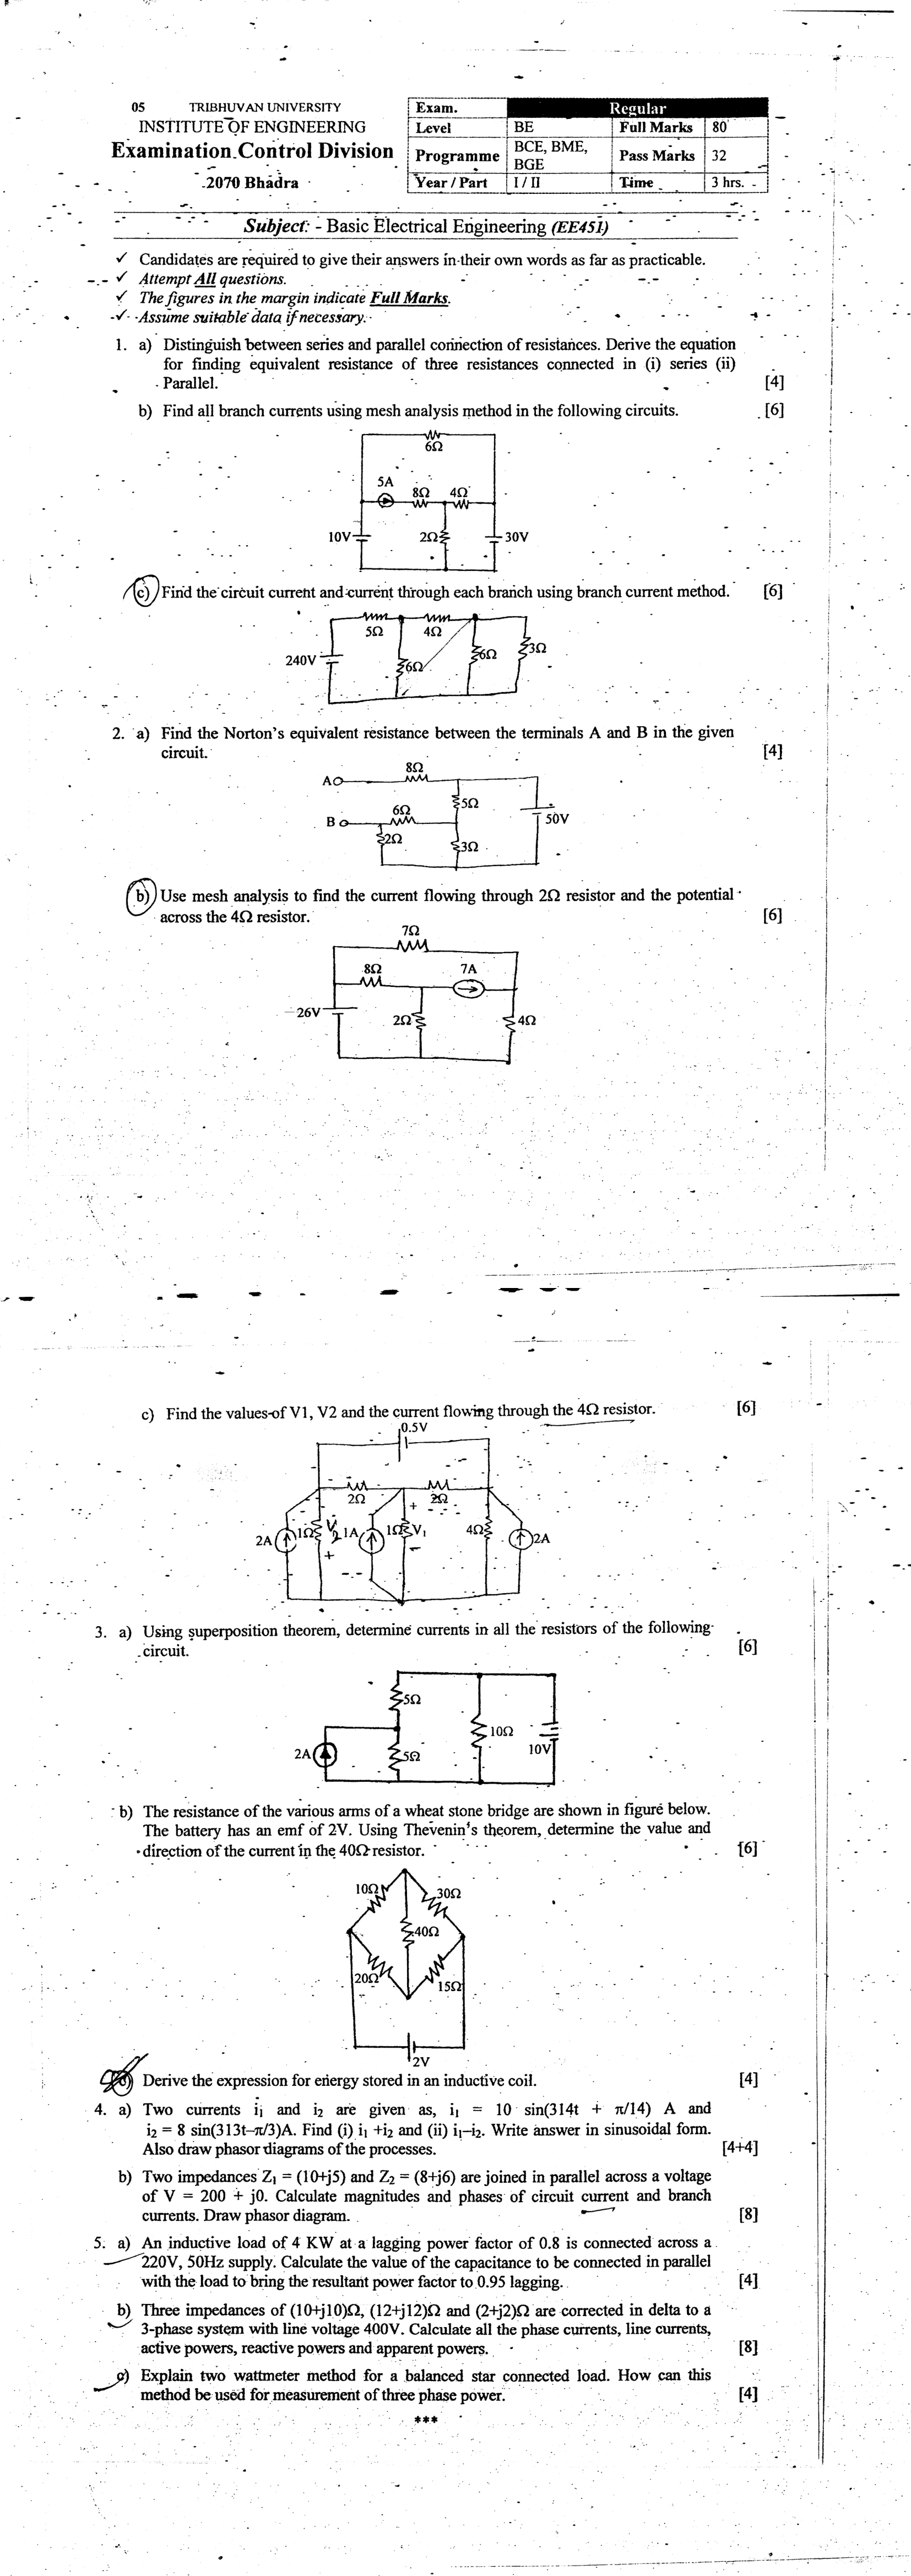 05 TRIBHUVAN UNIVERSITY
INSTITUTE OF ENGINEERING
Examination Control Division
2070 Bhadra
Exam. Regular
Level BE Full Marks 80
Programme BCE, BME, BGE Pass Marks 32
Year / Part I / II Time 3 hrs.
Subject: - Basic Electrical Engineering (EE451)
✓ Candidates are required to give their answers in their own words as far as practicable.
✓ Attempt All questions.
✓ The figures in the margin indicate Full Marks.
✓ Assume suitable data if necessary.
1. a) Distinguish between series and parallel connection of resistances. Derive the equation
for finding equivalent resistance of three resistances connected in (i) series (ii)
Parallel. [4]
b) Find all branch currents using mesh analysis method in the following circuits. [6]
6Ω
5A
8Ω 4Ω
10V 2Ω 30V
c) Find the circuit current and current through each branch using branch current method. [6]
5Ω 4Ω
240V 6Ω 6Ω 3Ω
2. a) Find the Norton's equivalent resistance between the terminals A and B in the given
circuit. [4]
8Ω
A
5Ω
6Ω
B 50V
2Ω 3Ω
b) Use mesh analysis to find the current flowing through 2Ω resistor and the potential
across the 4Ω resistor. [6]
7Ω
8Ω 7A
26V 2Ω 4Ω
c) Find the values of V1, V2 and the current flowing through the 4Ω resistor. [6]
0.5V
2Ω 2Ω
+
2A 1Ω V2 1A 1Ω V1 4Ω 2A
+ -
3. a) Using superposition theorem, determine currents in all the resistors of the following
circuit. [6]
5Ω
10Ω
2A 5Ω 10V
b) The resistance of the various arms of a wheat stone bridge are shown in figure below.
The battery has an emf of 2V. Using Thevenin's theorem, determine the value and
direction of the current in the 40Ω resistor. [6]
10Ω 30Ω
40Ω
20Ω 15Ω
2V
Derive the expression for energy stored in an inductive coil. [4]
4. a) Two currents i₁ and i₂ are given as, i₁ = 10 sin(314t + π/14) A and
i₂ = 8 sin(313t–π/3)A. Find (i) i₁ +i₂ and (ii) i₁–i₂. Write answer in sinusoidal form.
Also draw phasor diagrams of the processes. [4+4]
b) Two impedances Z₁ = (10+j5) and Z₂ = (8+j6) are joined in parallel across a voltage
of V = 200 + j0. Calculate magnitudes and phases of circuit current and branch
currents. Draw phasor diagram. [8]
5. a) An inductive load of 4 KW at a lagging power factor of 0.8 is connected across a
220V, 50Hz supply. Calculate the value of the capacitance to be connected in parallel
with the load to bring the resultant power factor to 0.95 lagging. [4]
b) Three impedances of (10+j10)Ω, (12+j12)Ω and (2+j2)Ω are corrected in delta to a
3-phase system with line voltage 400V. Calculate all the phase currents, line currents,
active powers, reactive powers and apparent powers. [8]
c) Explain two wattmeter method for a balanced star connected load. How can this
method be used for measurement of three phase power. [4]
***